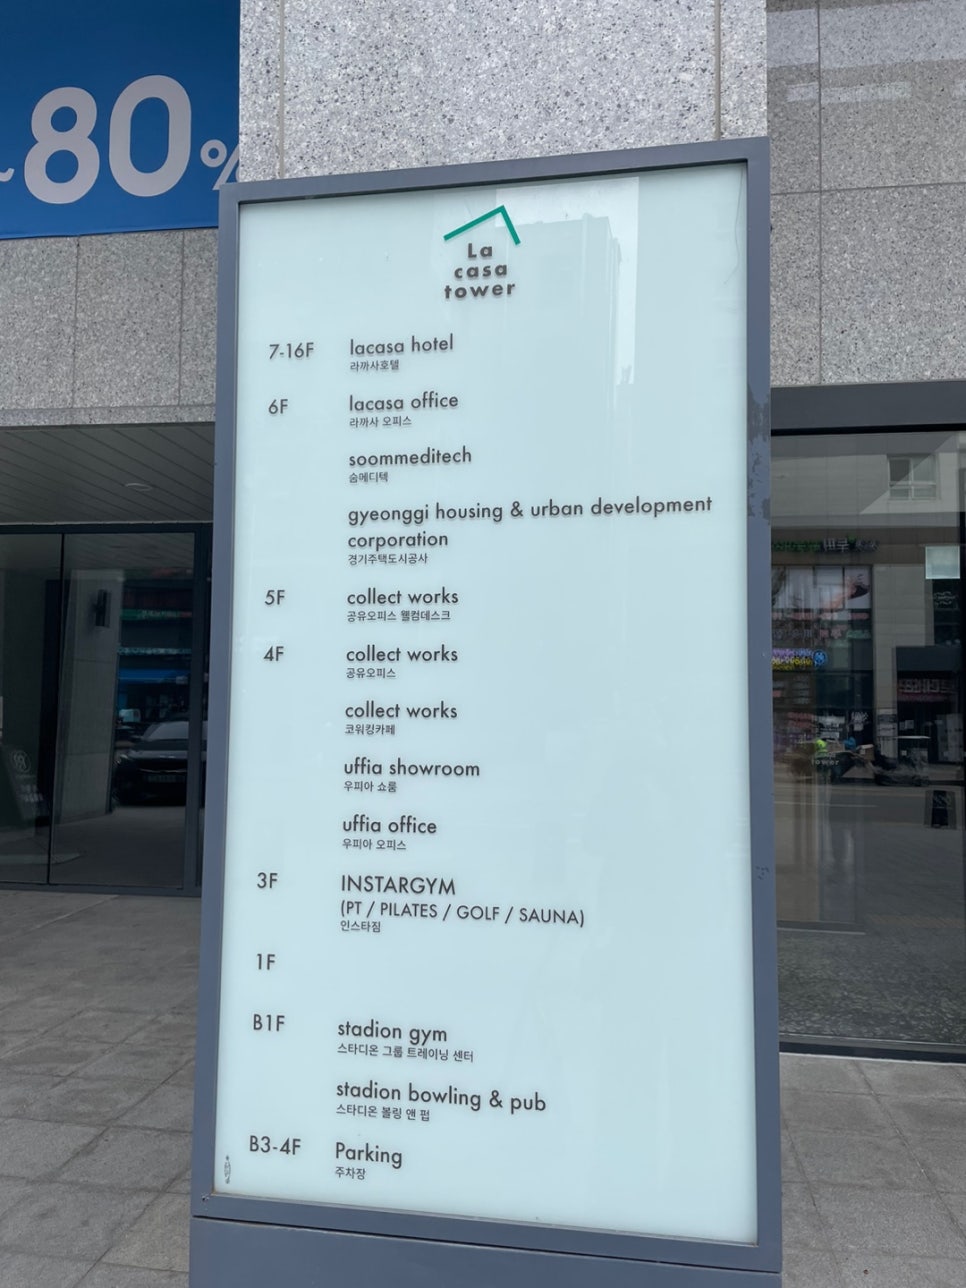 ~80%
La
casa
tower
7-16F lacasa hotel
라까사호텔
6F lacasa office
라까사 오피스
soommeditech
숨메디텍
gyeonggi housing & urban development
corporation
경기주택도시공사
5F collect works
공유오피스 웰컴데스크
4F collect works
공유오피스
collect works
코워킹카페
uffia showroom
우피아 쇼룸
uffia office
우피아 오피스
3F INSTARGYM
(PT / PILATES / GOLF / SAUNA)
인스타짐
1F
B1F stadion gym
스타디온 그룹 트레이닝 센터
stadion bowling & pub
스타디온 볼링 앤 펍
B3-4F Parking
주차장